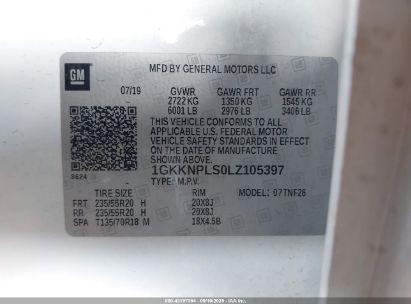 GM
MFD BY GENERAL MOTORS LLC
07/19 GVWR GAWR FRT GAWR RR
2722 KG 1350 KG 1545 KG
6001 LB 2976 LB 3406 LB
THIS VEHICLE CONFORMS TO ALL
APPLICABLE U.S. FEDERAL MOTOR
VEHICLE SAFETY STANDARDS IN EFFECT
ON THE DATE OF MANUFACTURE
SHOWN ABOVE.
1GKKNPLS0LZ105397
8624 TYPE: M.P.V.
TIRE SIZE RIM MODEL: 07TNF26
FRT 235/55R20 H 20X8J
RR 235/55R20 H 20X8J
SPA T135/70R18 M 18X4.5B